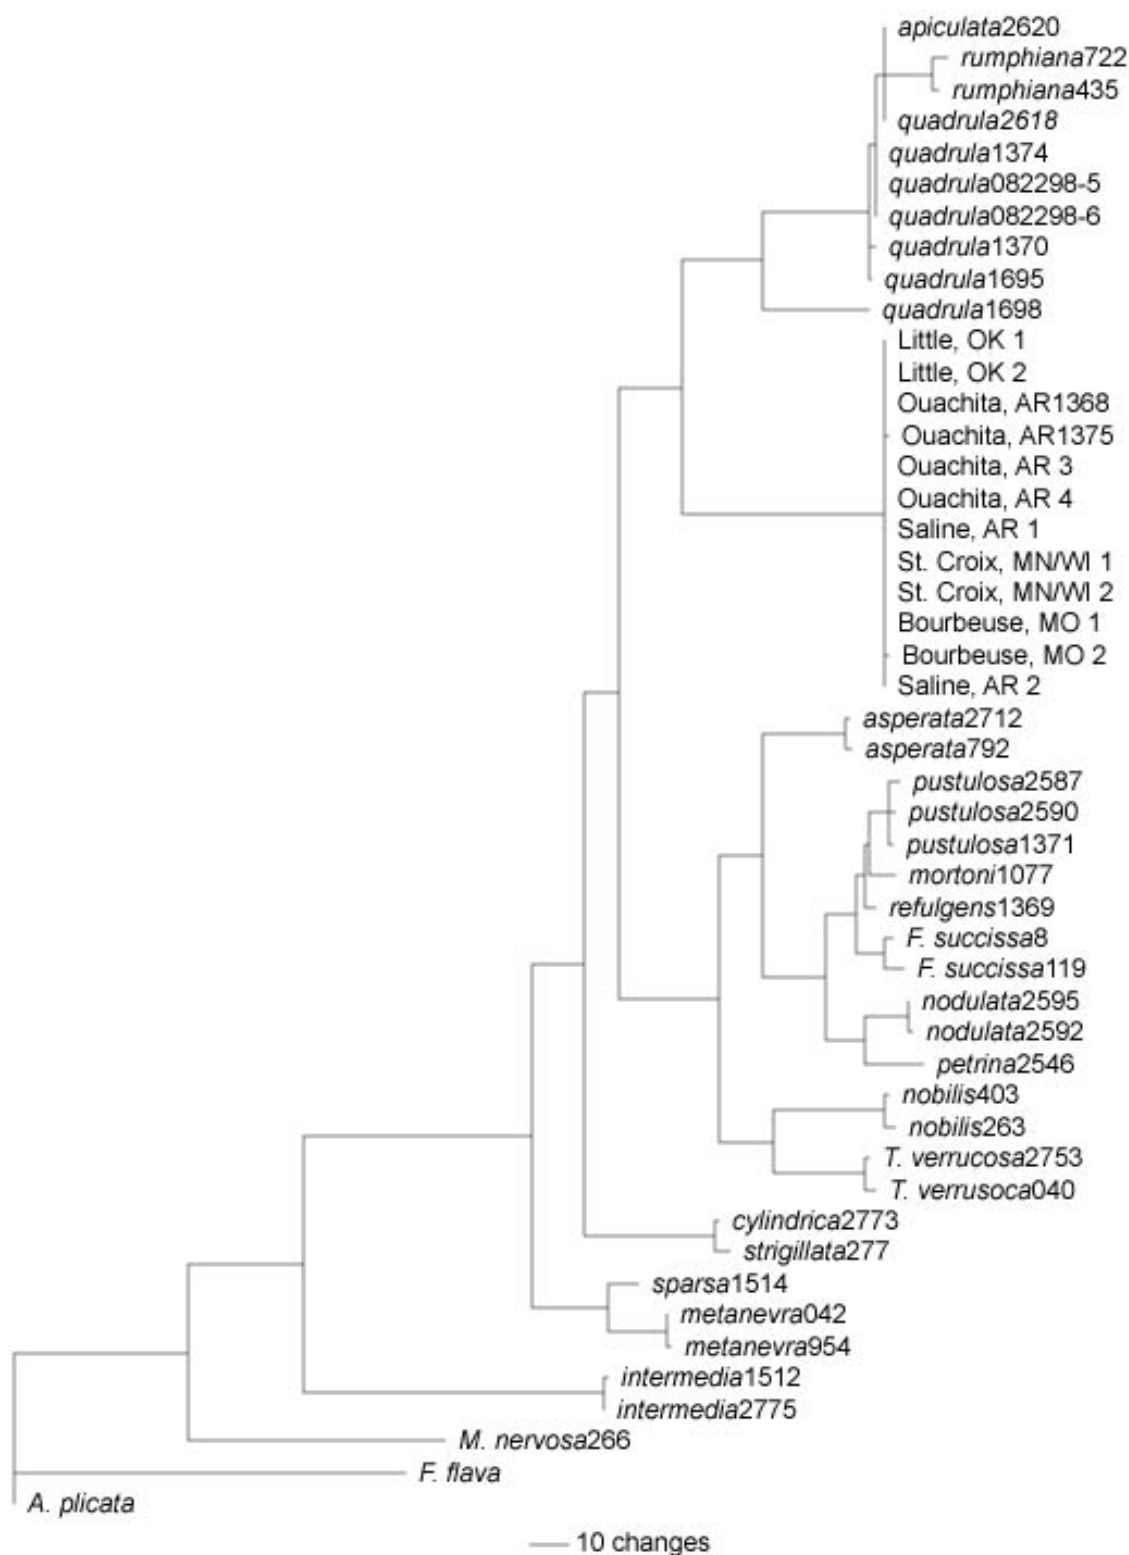 apiculata2620
rumphiana722
rumphiana435
quadrula2618
quadrula1374
quadrula082298-5
quadrula082298-6
quadrula1370
quadrula1695
quadrula1698
Little, OK 1
Little, OK 2
Ouachita, AR1368
Ouachita, AR1375
Ouachita, AR 3
Ouachita, AR 4
Saline, AR 1
St. Croix, MN/WI 1
St. Croix, MN/WI 2
Bourbeuse, MO 1
Bourbeuse, MO 2
Saline, AR 2
asperata2712
asperata792
pustulosa2587
pustulosa2590
pustulosa1371
mortoni1077
refulgens1369
F. succissa8
F. succissa119
nodulata2595
nodulata2592
petrina2546
nobilis403
nobilis263
T. verrucosa2753
T. verrusoca040
cylindrica2773
strigillata277
sparsa1514
metanevra042
metanevra954
intermedia1512
intermedia2775
M. nervosa266
F. flava
A. plicata
10 changes